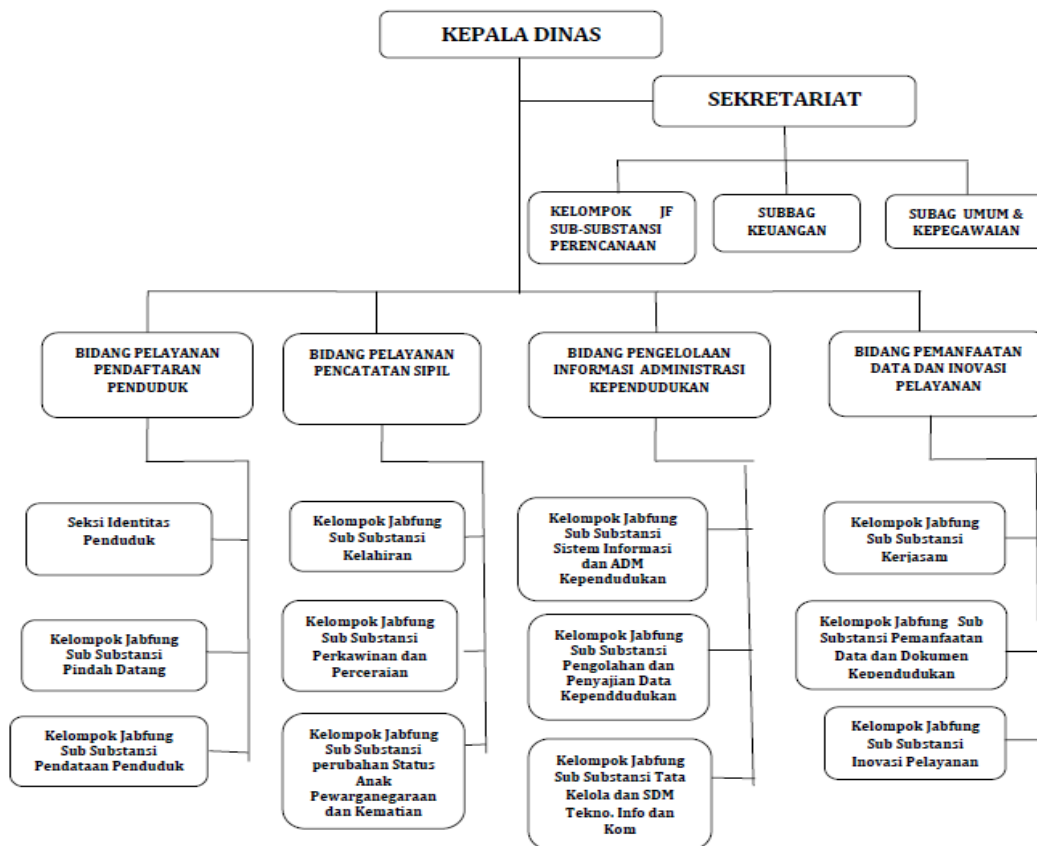 KEPALA DINAS
SEKRETARIAT
KELOMPOK JF
SUB-SUBSTANSI
PERENCANAAN
SUBBAG
KEUANGAN
SUBAG UMUM &
KEPEGAWAIAN
BIDANG PELAYANAN
PENDAFTARAN
PENDUDUK
BIDANG PELAYANAN
PENCATATAN SIPIL
BIDANG PENGELOLAAN
INFORMASI ADMINISTRASI
KEPENDUDUKAN
BIDANG PEMANFAATAN
DATA DAN INOVASI
PELAYANAN
Seksi Identitas
Penduduk
Kelompok Jabfung
Sub Substansi
Pindah Datang
Kelompok Jabfung
Sub Substansi
Pendataan Penduduk
Kelompok Jabfung
Sub Substansi
Kelahiran
Kelompok Jabfung
Sub Substansi
Perkawinan dan
Perceraian
Kelompok Jabfung
Sub Substansi
perubahan Status
Anak
Pewarganegaraan
dan Kematian
Kelompok Jabfung
Sub Substansi
Sistem Informasi
dan ADM
Kependudukan
Kelompok Jabfung
Sub Substansi
Pengolahan dan
Penyajian Data
Kependdudukan
Kelompok Jabfung
Sub Substansi Tata
Kelola dan SDM
Tekno. Info dan
Kom
Kelompok Jabfung
Sub Substansi
Kerjasam
Kelompok Jabfung Sub
Substansi Pemanfaatan
Data dan Dokumen
Kependudukan
Kelompok Jabfung
Sub Substansi
Inovasi Pelayanan